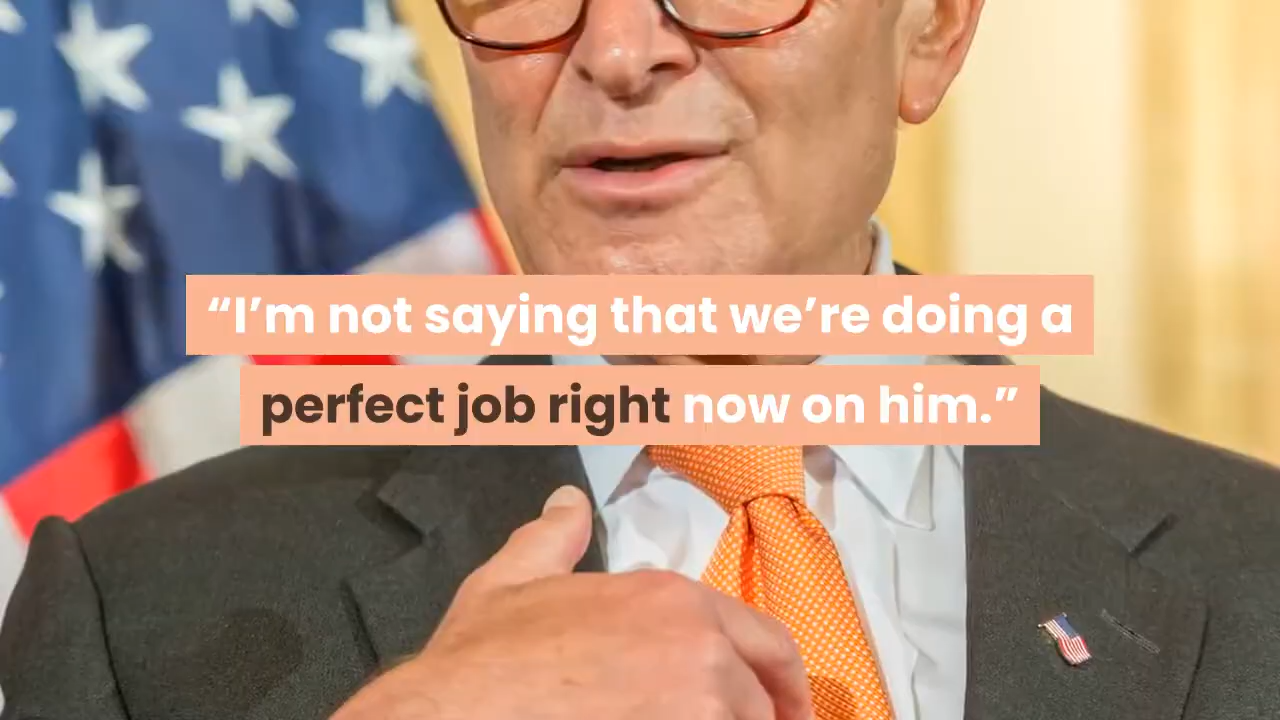 “I’m not saying that we’re doing a
perfect job right now on him.”